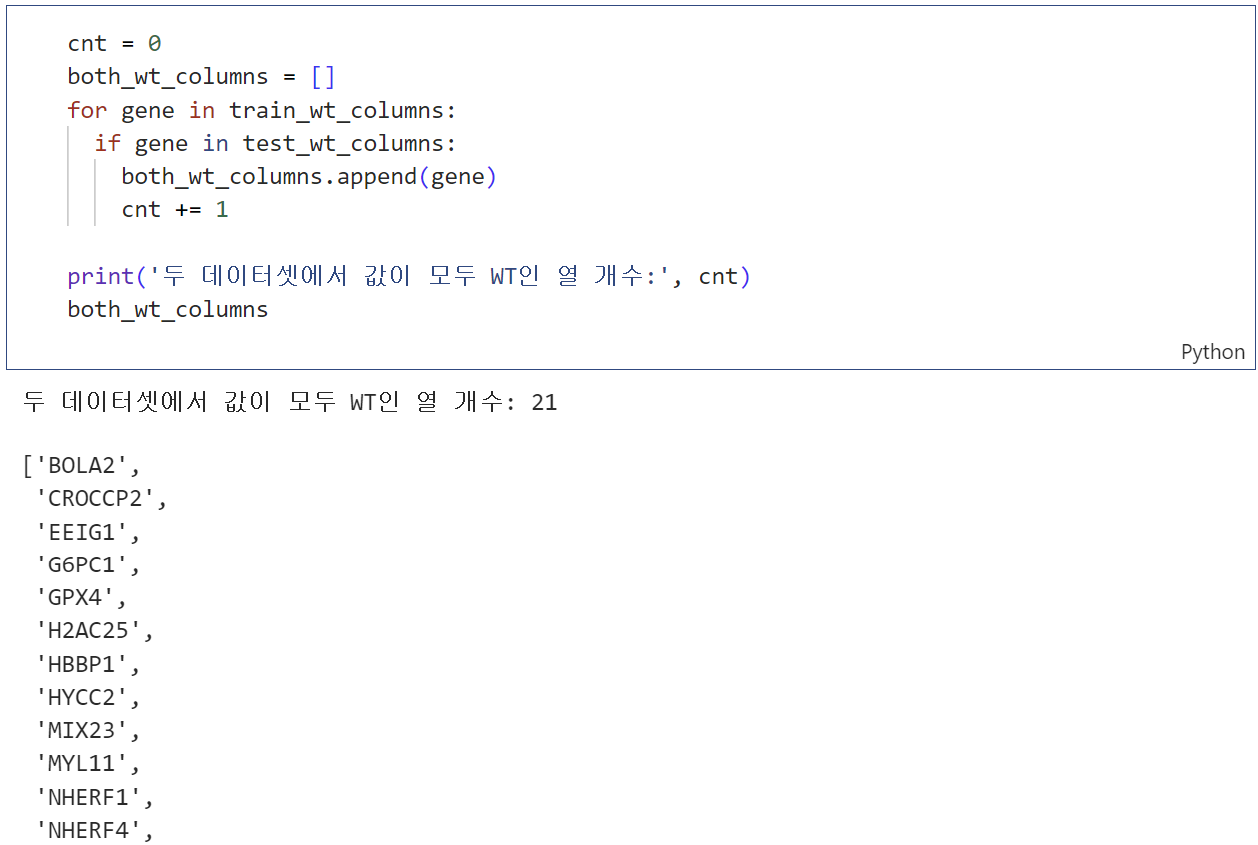 cnt = 0
both_wt_columns = []
for gene in train_wt_columns:
  if gene in test_wt_columns:
    both_wt_columns.append(gene)
    cnt += 1
print('두 데이터셋에서 값이 모두 WT인 열 개수:', cnt)
both_wt_columns
Python
두 데이터셋에서 값이 모두 WT인 열 개수: 21
['BOLA2',
 'CROCCP2',
 'EEIG1',
 'G6PC1',
 'GPX4',
 'H2AC25',
 'HBBP1',
 'HYCC2',
 'MIX23',
 'MYL11',
 'NHERF1',
 'NHERF4',